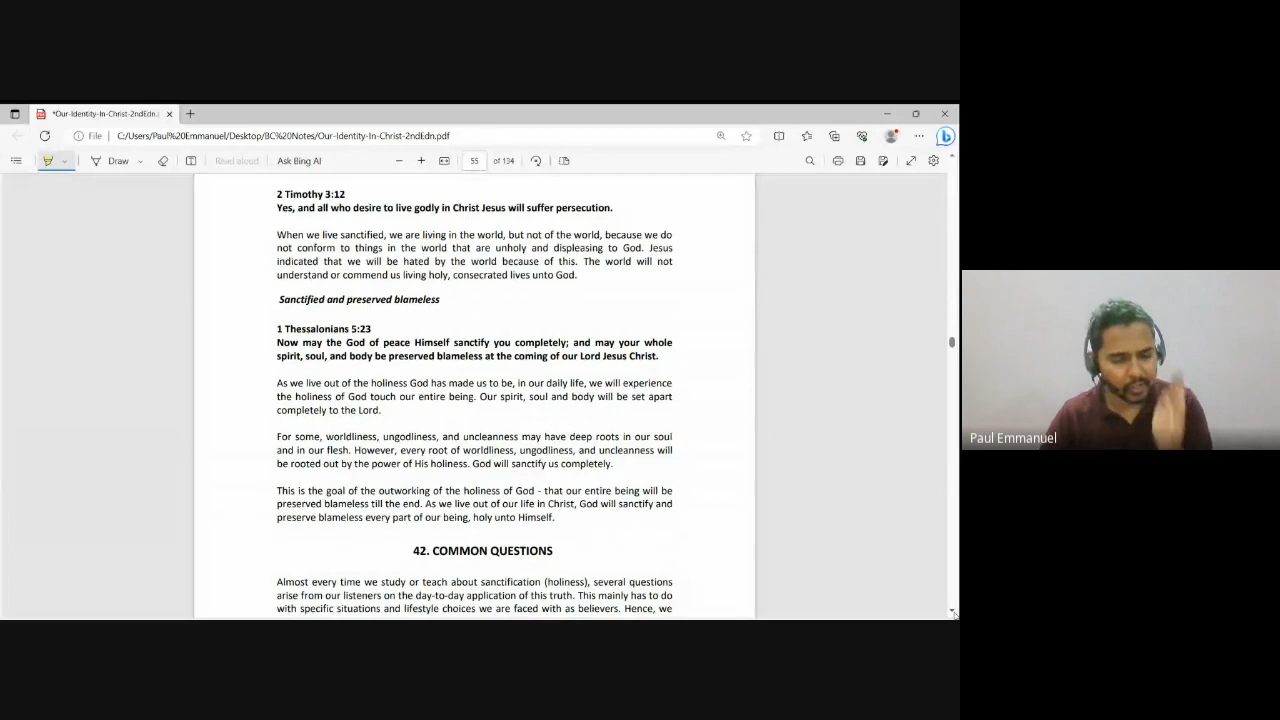 *Our-Identity-In-Christ-2ndEdn.p
File
C:/Users/Paul%20Emmanuel/Desktop/BC%20Notes/Our-Identity-In-Christ-2ndEdn.pdf
Draw
Read aloud
Ask Bing AI
55
of 134
2 Timothy 3:12
Yes, and all who desire to live godly in Christ Jesus will suffer persecution.
When we live sanctified, we are living in the world, but not of the world, because we do
not conform to things in the world that are unholy and displeasing to God. Jesus
indicated that we will be hated by the world because of this. The world will not
understand or commend us living holy, consecrated lives unto God.
Sanctified and preserved blameless
1 Thessalonians 5:23
Now may the God of peace Himself sanctify you completely; and may your whole
spirit, soul, and body be preserved blameless at the coming of our Lord Jesus Christ.
As we live out of the holiness God has made us to be, in our daily life, we will experience
the holiness of God touch our entire being. Our spirit, soul and body will be set apart
completely to the Lord.
For some, worldliness, ungodliness, and uncleanness may have deep roots in our soul
and in our flesh. However, every root of worldliness, ungodliness, and uncleanness will
be rooted out by the power of His holiness. God will sanctify us completely.
This is the goal of the outworking of the holiness of God - that our entire being will be
preserved blameless till the end. As we live out of our life in Christ, God will sanctify and
preserve blameless every part of our being, holy unto Himself.
42. COMMON QUESTIONS
Almost every time we study or teach about sanctification (holiness), several questions
arise from our listeners on the day-to-day application of this truth. This mainly has to do
with specific situations and lifestyle choices we are faced with as believers. Hence, we
Paul Emmanuel